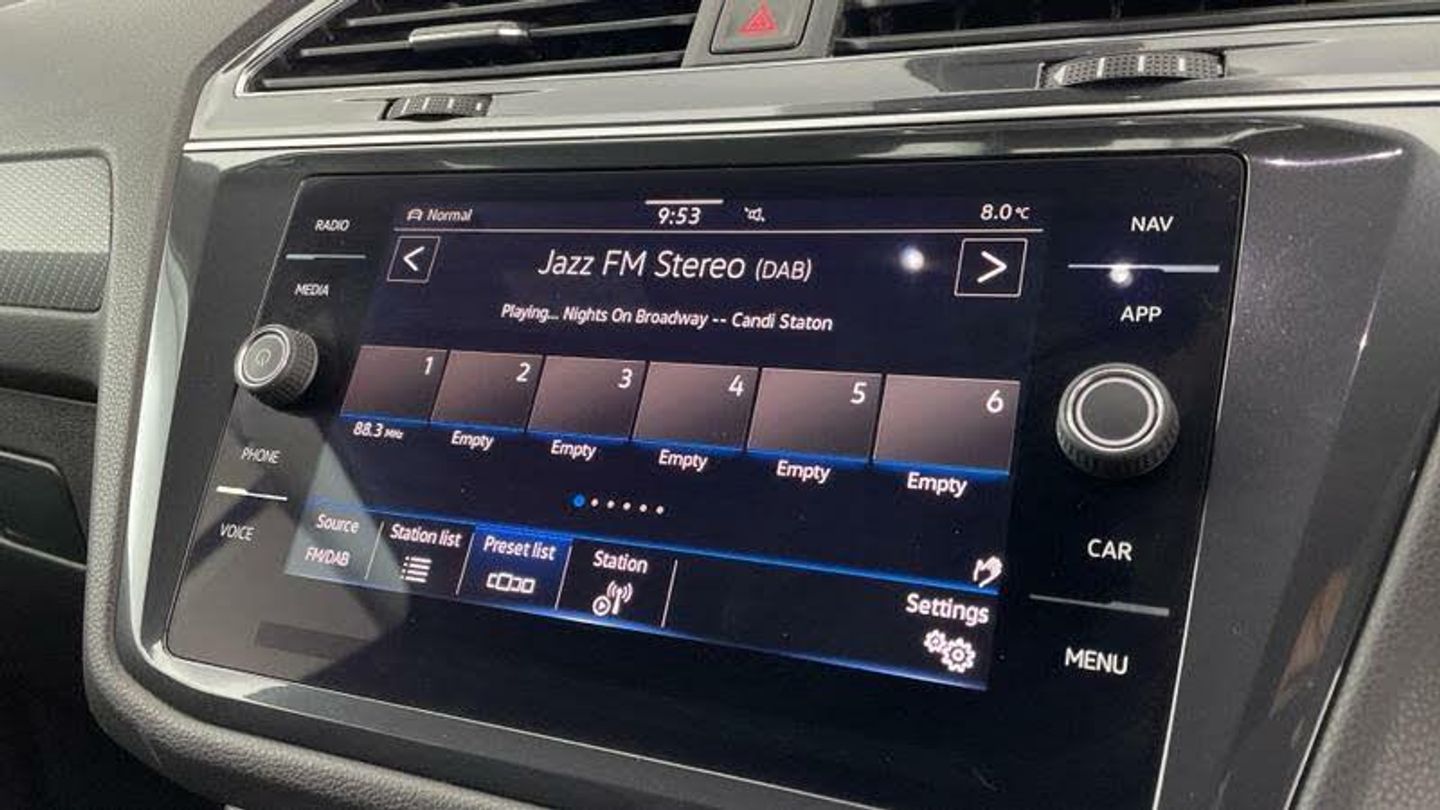 RADIO
MEDIA
PHONE
VOICE
Normal
9:53
8.0°C
<
Jazz FM Stereo (DAB)
>
Playing... Nights On Broadway -- Candi Staton
1
2
3
4
5
6
88.3 MHz
Empty
Empty
Empty
Empty
Empty
Source
FM/DAB
Station list
Preset list
Station
Settings
NAV
APP
CAR
MENU